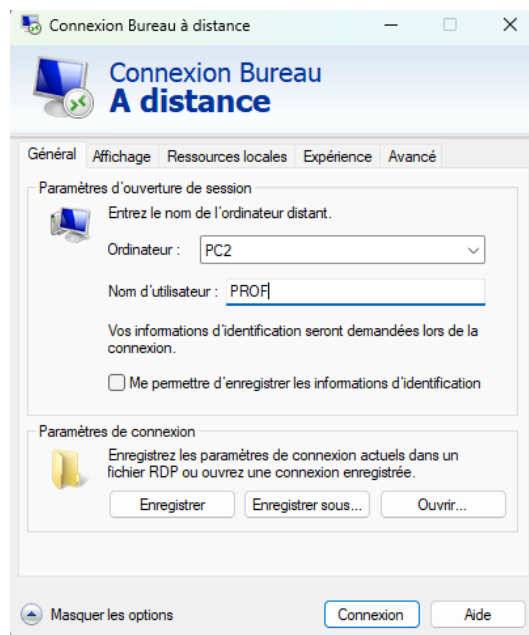 Connexion Bureau à distance
Connexion Bureau
A distance
Général Affichage Ressources locales Expérience Avancé
Paramètres d'ouverture de session
Entrez le nom de l'ordinateur distant.
Ordinateur : PC2
Nom d'utilisateur : PROF
Vos informations d'identification seront demandées lors de la
connexion.
Me permettre d'enregistrer les informations d'identification
Paramètres de connexion
Enregistrez les paramètres de connexion actuels dans un
fichier RDP ou ouvrez une connexion enregistrée.
Enregistrer Enregistrer sous... Ouvrir...
Masquer les options Connexion Aide